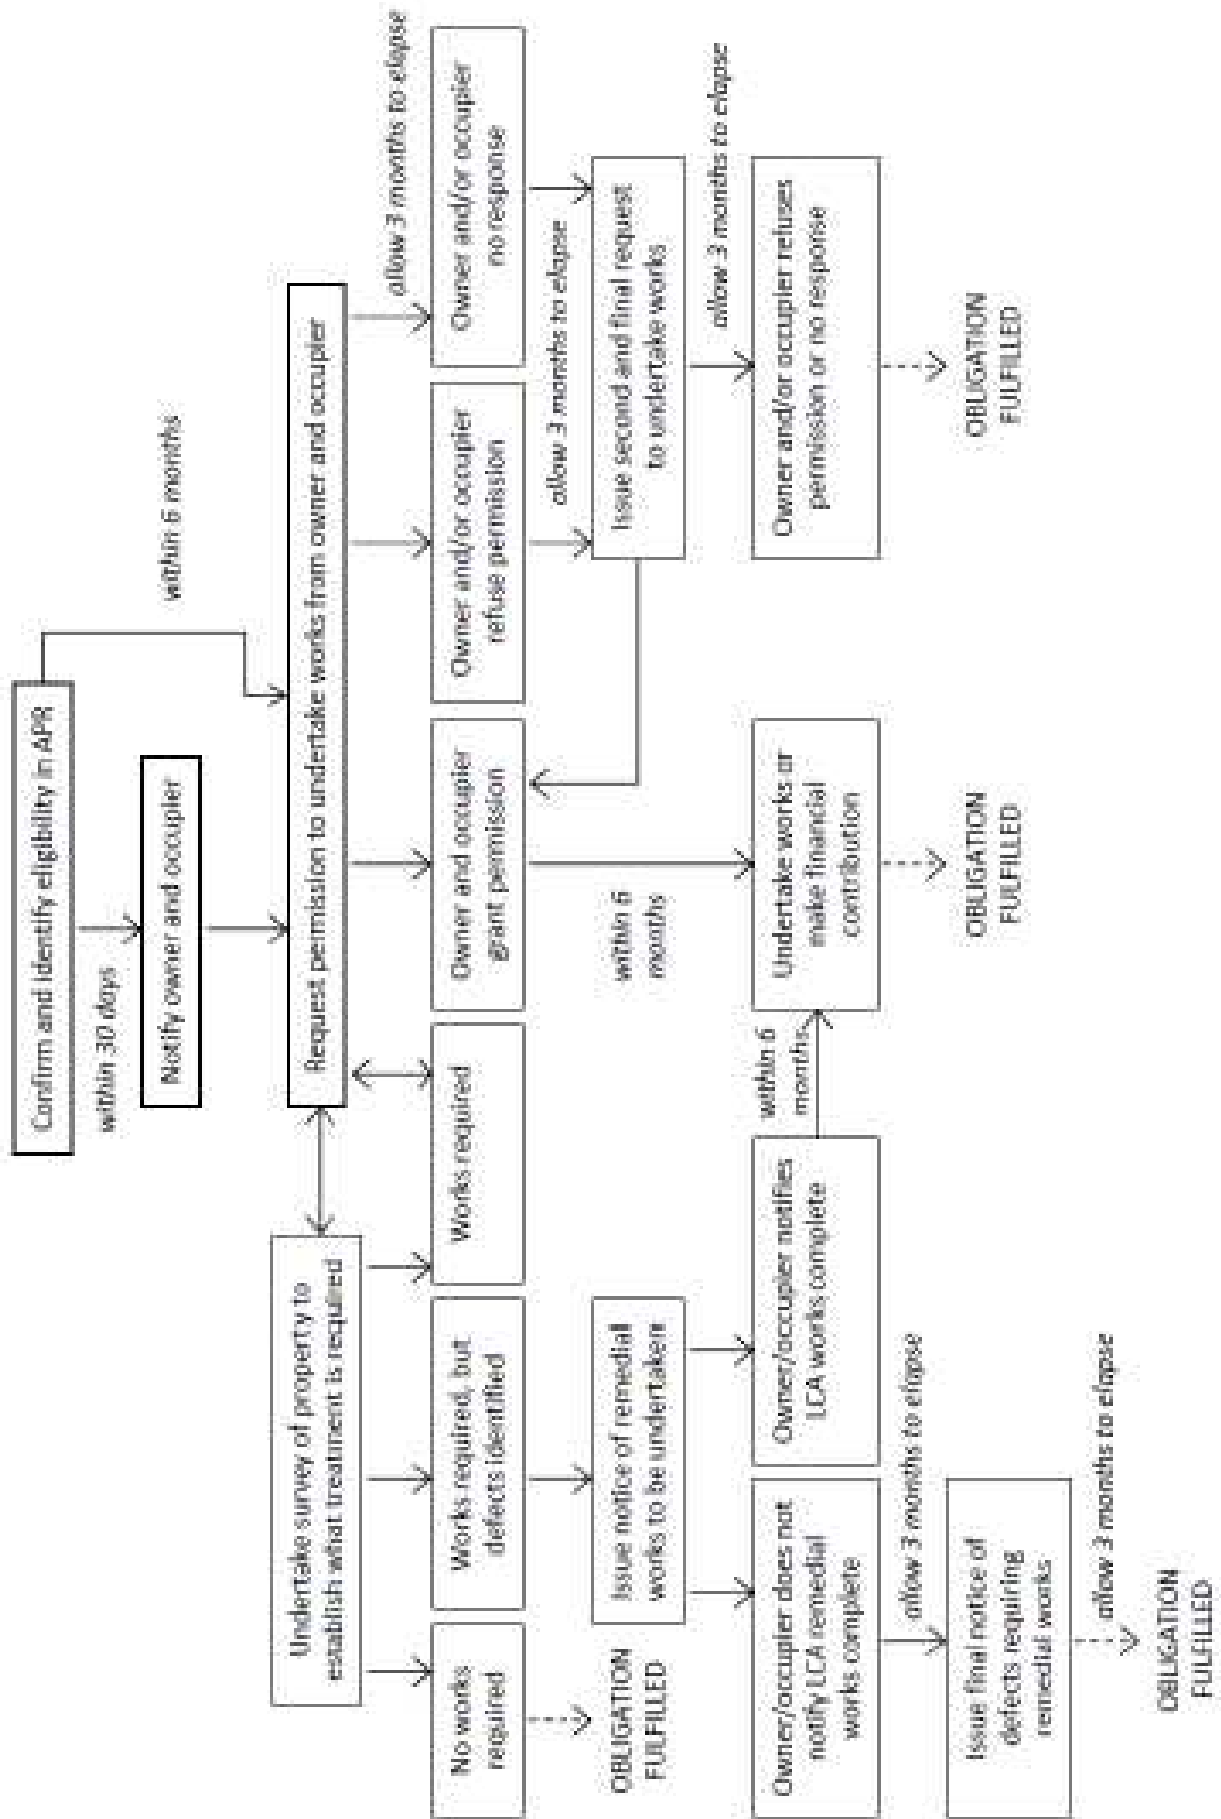 Confirm and identify eligibility in APR
within 30 days
within 6 months
Notify owner and occupier
Undertake survey of property to
establish what treatment is required
Request permission to undertake works from owner and occupier
allow 3 months to elapse
No works
required
Works required, but
defects identified
Works required
Owner and occupier
grant permission
Owner and/or occupier
refuse permission
Owner and/or occupier
no response
allow 3 months to elapse
OBLIGATION
FULFILLED
Issue notice of remedial
works to be undertaken
within 6
months
Issue second and final request
to undertake works
allow 3 months to elapse
Owner/occupier does not
notify LCA remedial
works complete
Owner/occupier notifies
LCA works complete
within 6
months
Undertake works or
make financial
contribution
Owner and/or occupier refuses
permission or no response
allow 3 months to elapse
OBLIGATION
FULFILLED
OBLIGATION
FULFILLED
Issue final notice of
defects requiring
remedial works
allow 3 months to elapse
OBLIGATION
FULFILLED